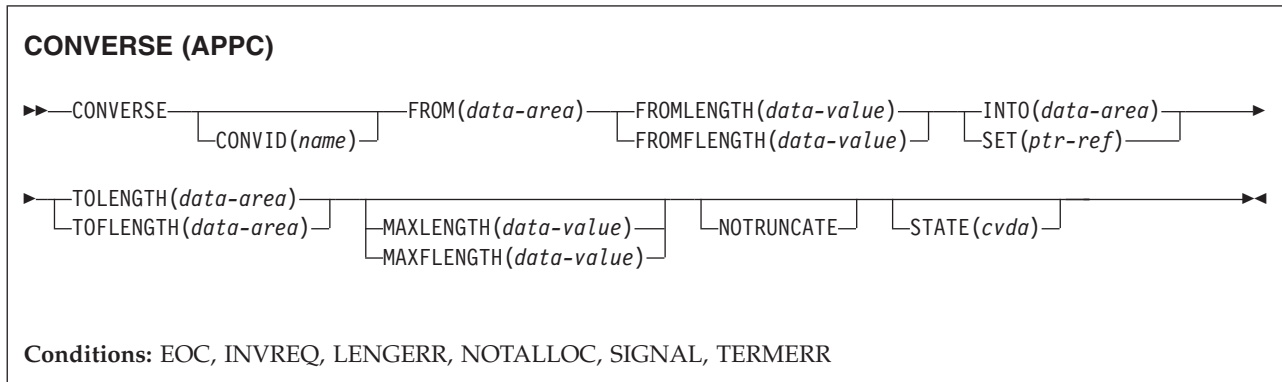 CONVERSE (APPC)
CONVERSE FROM(data-area) FROMLENGTH(data-value) INTO(data-area)
CONVID(name) FROMFLENGTH(data-value) SET(ptr-ref)
TOLENGTH(data-area)
TOFLENGTH(data-area) MAXLENGTH(data-value) NOTRUNCATE STATE(cvda)
MAXFLENGTH(data-value)
Conditions: EOC, INVREQ, LENGERR, NOTALLOC, SIGNAL, TERMERR